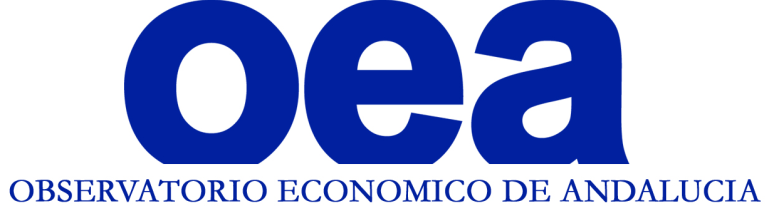 oea
OBSERVATORIO ECONOMICO DE ANDALUCIA